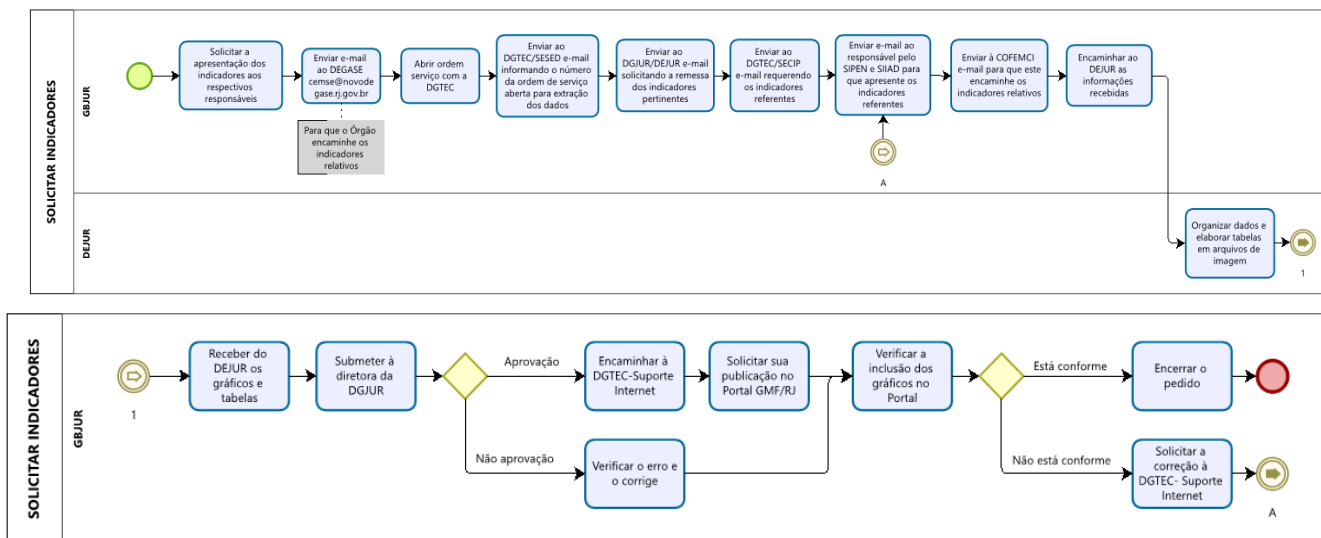 SOLICITAR INDICADORES
GBJUR
Solicitar a
apresentação dos
indicadores aos
respectivos
responsáveis
Enviar e-mail
ao DEGASE
cemse@novode
gase.rj.gov.br
Para que o Órgão
encaminhe os
indicadores
relativos
Abrir ordem
serviço com a
DGTEC
Enviar ao
DGTEC/SESED e-mail
informando o número
da ordem de serviço
aberta para extração
dos dados
Enviar ao
DGJUR/DEJUR e-mail
solicitando a remessa
dos indicadores
pertinentes
Enviar ao
DGTEC/SECIP
e-mail requerendo
os indicadores
referentes
Enviar e-mail ao
responsável pelo
SIPEN e SIIAD para
que apresente os
indicadores
referentes
A
Enviar à COFEMCI
e-mail para que este
encaminhe os
indicadores relativos
Encaminhar ao
DEJUR as
informações
recebidas
DEJUR
Organizar dados e
elaborar tabelas
em arquivos de
imagem
1
SOLICITAR INDICADORES
GBJUR
1
Receber do
DEJUR os
gráficos e
tabelas
Submeter à
diretora da
DGJUR
Aprovação
Encaminhar à
DGTEC-Suporte
Internet
Solicitar sua
publicação no
Portal GMF/RJ
Não aprovação
Verificar o erro e
o corrige
Verificar a
inclusão dos
gráficos no
Portal
Está conforme
Encerrar o
pedido
Não está conforme
Solicitar a
correção à
DGTEC- Suporte
Internet
A